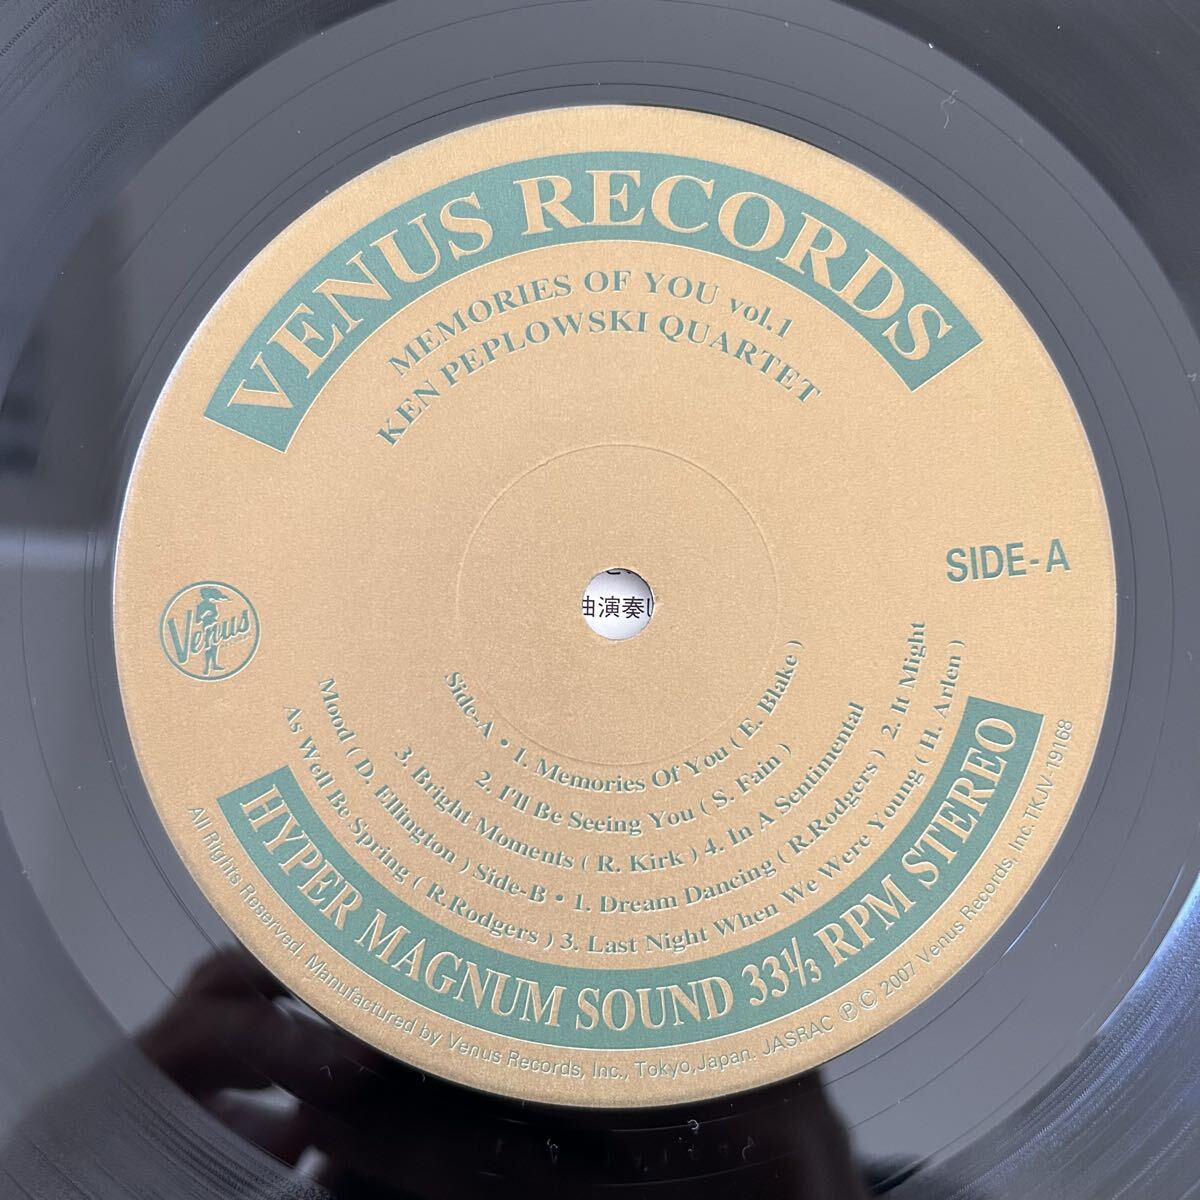 VENUS RECORDS
MEMORIES OF YOU vol.1
KEN PEPLOWSKI QUARTET
SIDE-A
曲演奏し
Venus
Side-A • 1. Memories Of You ( E. Blake )
2. I'll Be Seeing You ( S. Fain )
3. Bright Moments ( R. Kirk ) 4. In A Sentimental
Mood ( D. Ellington ) Side-B • 1. Dream Dancing ( R.Rodgers ) 2. It Might
As Well Be Spring ( R.Rodgers ) 3. Last Night When We Were Young ( H. Arlen )
HYPER MAGNUM SOUND 33⅓ RPM STEREO
All Rights Reserved. Manufactured by Venus Records, Inc., Tokyo,Japan. JASRAC ℗© 2007 Venus Records, Inc. TKJV-19168